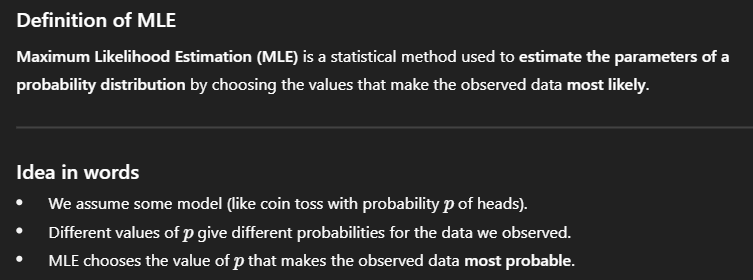 Definition of MLE
Maximum Likelihood Estimation (MLE) is a statistical method used to estimate the parameters of a
probability distribution by choosing the values that make the observed data most likely.
Idea in words
• We assume some model (like coin toss with probability p of heads).
• Different values of p give different probabilities for the data we observed.
• MLE chooses the value of p that makes the observed data most probable.